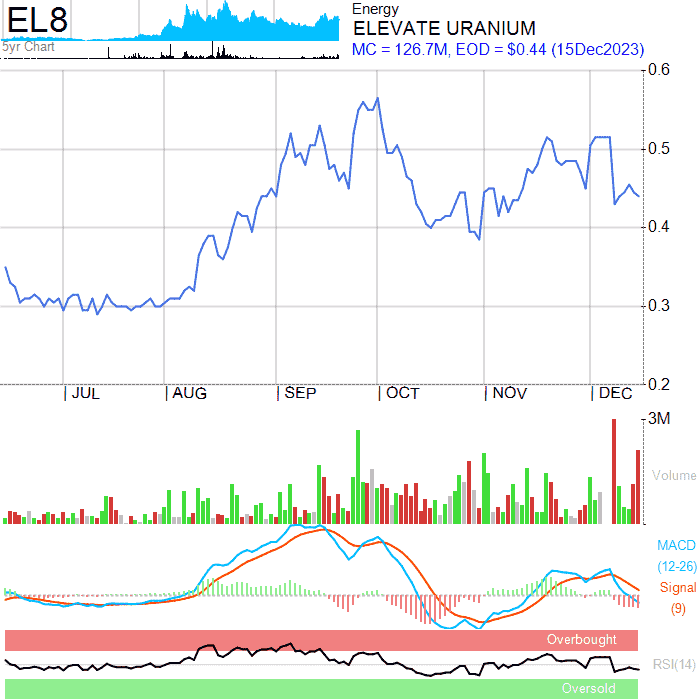 EL8
5yr Chart
Energy
ELEVATE URANIUM
MC = 126.7M, EOD = $0.44 (15Dec2023)
0.6
0.5
0.4
0.3
0.2
JUL AUG SEP OCT NOV DEC
3M
Volume
MACD
(12-26)
Signal
(9)
Overbought
RSI(14)
Oversold